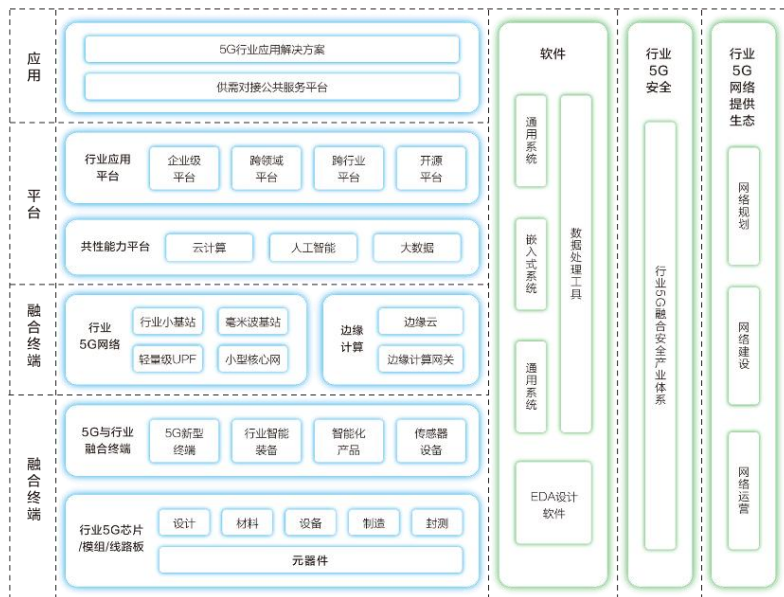 应用
5G行业应用解决方案
供需对接公共服务平台
平台
行业应用
平台
企业级
平台
跨领域
平台
跨行业
平台
开源
平台
共性能力平台
云计算
人工智能
大数据
融合终端
行业
5G网络
行业小基站
毫米波基站
轻量级UPF
小型核心网
边缘
计算
边缘云
边缘计算网关
融合终端
5G与行业
融合终端
5G新型
终端
行业智能
装备
智能化
产品
传感器
设备
行业5G芯片
/模组/线路板
设计
材料
设备
制造
封测
元器件
软件
通用系统
嵌入式系统
通用系统
数据处理工具
EDA设计
软件
行业
5G
安全
行业5G融合安全产业体系
行业
5G
网络
提供
生态
网络规划
网络建设
网络运营